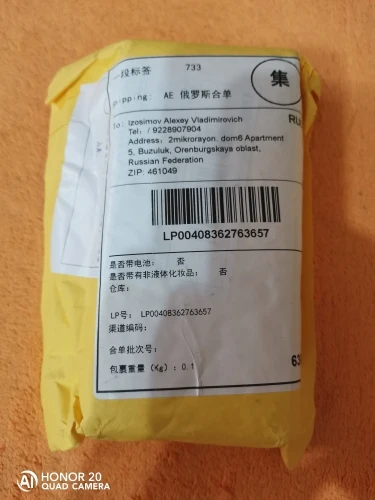 段标签 733
集
pping: AE 俄罗斯合单
To: Izosimov Alexey Vladimirovich RU
Tel: / 9228907904
Address: 2mikrorayon. dom6 Apartment
5, Buzuluk, Orenburgskaya oblast,
Russian Federation
ZIP: 461049
LP00408362763657
是否带电池: 否
是否带有非液体化妆品: 否
仓库:
LP号: LP00408362763657
渠道编码:
合单批次号:
包裹重量(Kg): 0.1
63
AI HONOR 20
QUAD CAMERA